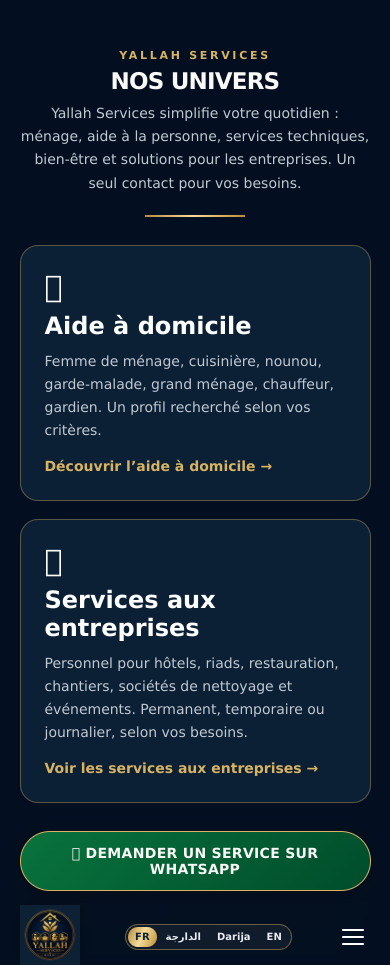 YALLAH SERVICES
NOS UNIVERS
Yallah Services simplifie votre quotidien :
ménage, aide à la personne, services techniques,
bien-être et solutions pour les entreprises. Un
seul contact pour vos besoins.
Aide à domicile
Femme de ménage, cuisinière, nounou,
garde-malade, grand ménage, chauffeur,
gardien. Un profil recherché selon vos
critères.
Découvrir l’aide à domicile →
Services aux
entreprises
Personnel pour hôtels, riads, restauration,
chantiers, sociétés de nettoyage et
événements. Permanent, temporaire ou
journalier, selon vos besoins.
Voir les services aux entreprises →
DEMANDER UN SERVICE SUR
WHATSAPP
YALLAH
SERVICES
FR الدارجة Darija EN